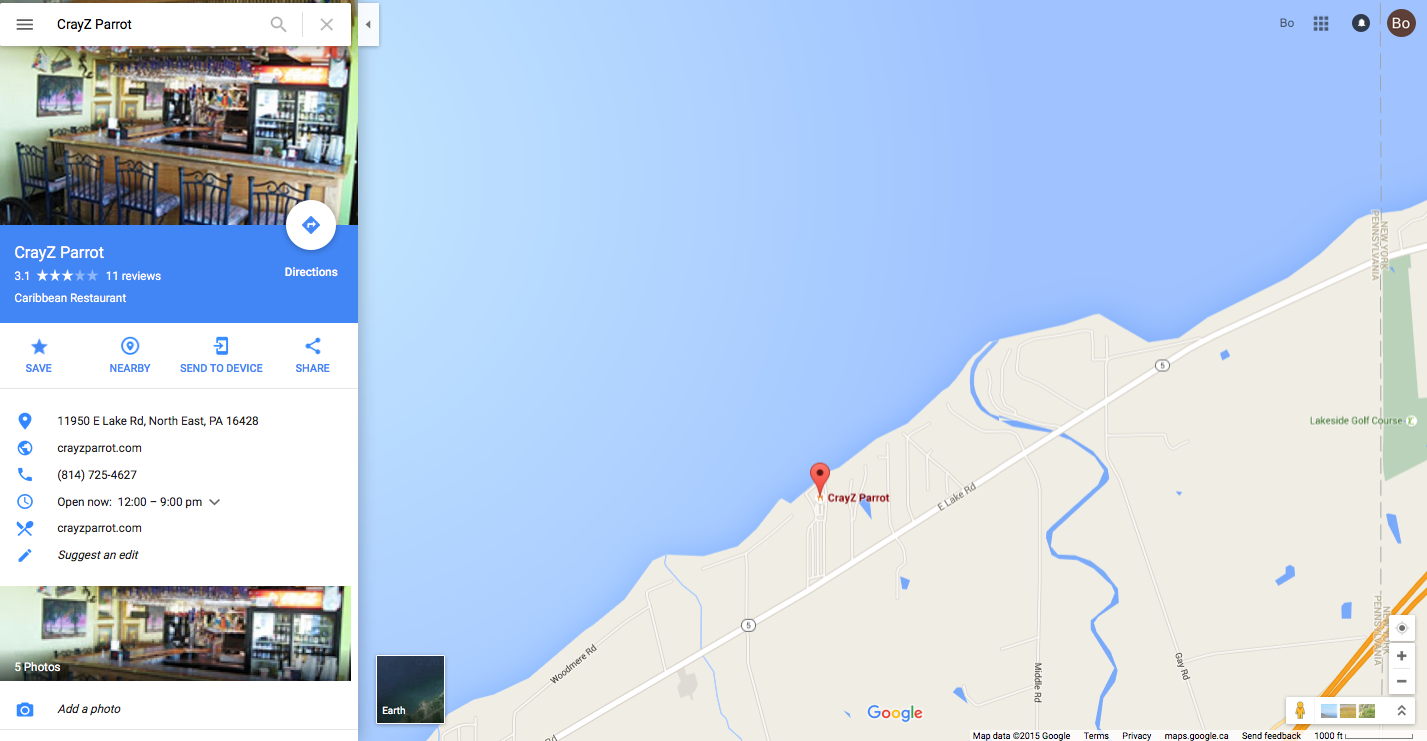 CrayZ Parrot
CrayZ Parrot
3.1 11 reviews
Caribbean Restaurant
Directions
SAVE
NEARBY
SEND TO DEVICE
SHARE
11950 E Lake Rd, North East, PA 16428
crayzparrot.com
(814) 725-4627
Open now: 12:00 – 9:00 pm
crayzparrot.com
Suggest an edit
5 Photos
Add a photo
Bo
Bo
NEW YORK
PENNSYLVANIA
5
Lakeside Golf Course
CrayZ Parrot
E Lake Rd
5
Woodmere Rd
Middle Rd
Gay Rd
NEW YORK
PENNSYLVANIA
Earth
Google
Map data ©2015 Google Terms Privacy maps.google.ca Send feedback 1000 ft